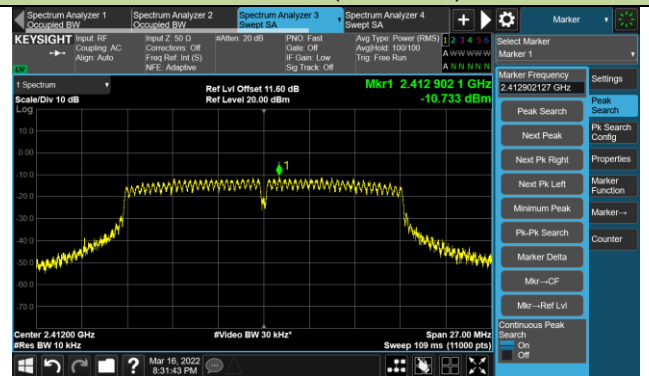 Spectrum Analyzer 1
Occupied BW
Spectrum Analyzer 2
Occupied BW
Spectrum Analyzer 3
Swept SA
Spectrum Analyzer 4
Swept SA
Marker
KEYSIGHT
Input: RF
Coupling: AC
Align: Auto
Input Z: 50 Ω
Corrections: Off
Freq Ref: Int (S)
NFE: Adaptive
#Atten: 20 dB
PNO: Fast
Gate: Off
IF Gain: Low
Sig Track: Off
Avg Type: Power (RMS)
Avg|Hold: 100/100
Trig: Free Run
1 2 3 4 5 6
A W W W W W
A N N N N N
Select Marker
Marker 1
1 Spectrum
Scale/Div 10 dB
Log
Ref Lvl Offset 11.60 dB
Ref Level 20.00 dBm
Mkr1 2.412 902 1 GHz
-10.733 dBm
10.0
0.00
-10.0
-20.0
-30.0
-40.0
-50.0
-60.0
-70.0
1
Center 2.41200 GHz
#Res BW 10 kHz
#Video BW 30 kHz*
Span 27.00 MHz
Sweep 109 ms (11000 pts)
Marker Frequency
2.412902127 GHz
Peak Search
Next Peak
Next Pk Right
Next Pk Left
Minimum Peak
Pk-Pk Search
Marker Delta
Mkr→CF
Mkr→Ref Lvl
Continuous Peak
Search
On
Off
Settings
Peak
Search
Pk Search
Config
Properties
Marker
Function
Marker→
Counter
?
Mar 16, 2022
8:31:43 PM